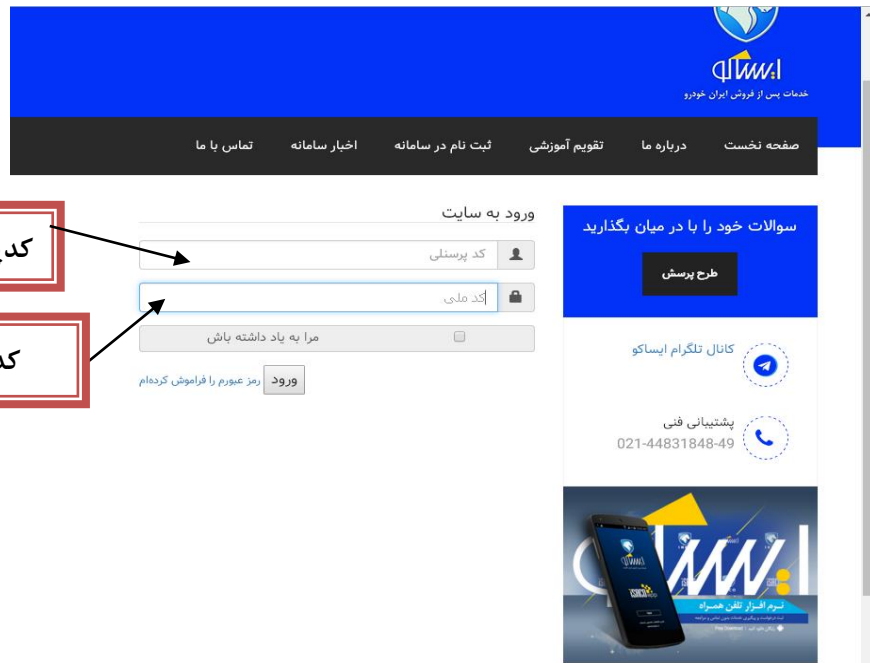 ایساکو
خدمات پس از فروش ایران خودرو
صفحه نخست
درباره ما
تقویم آموزشی
ثبت نام در سامانه
اخبار سامانه
تماس با ما
سوالات خود را با در میان بگذارید
طرح پرسش
کانال تلگرام ایساکو
پشتیبانی فنی
021-44831848-49
ورود به سایت
کد پرسنلی
کد ملی
مرا به یاد داشته باش
ورود
رمز عبورم را فراموش کرده‌ام
کد
کد
ایساکو
نرم افزار تلفن همراه